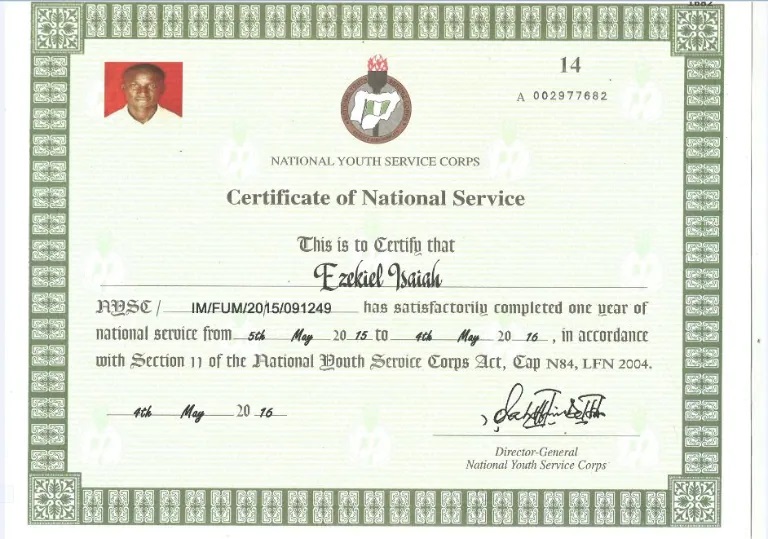 14
A 002977682
NATIONAL YOUTH SERVICE CORPS
Certificate of National Service
This is to Certify that
Ezekiel Isaiah
NYSC / IM/FUM/2015/091249 has satisfactorily completed one year of
national service from 5th May 20 15 to 4th May 20 16 , in accordance
with Section 11 of the National Youth Service Corps Act, Cap N84, LFN 2004.
4th May 20 16
Director-General
National Youth Service Corps